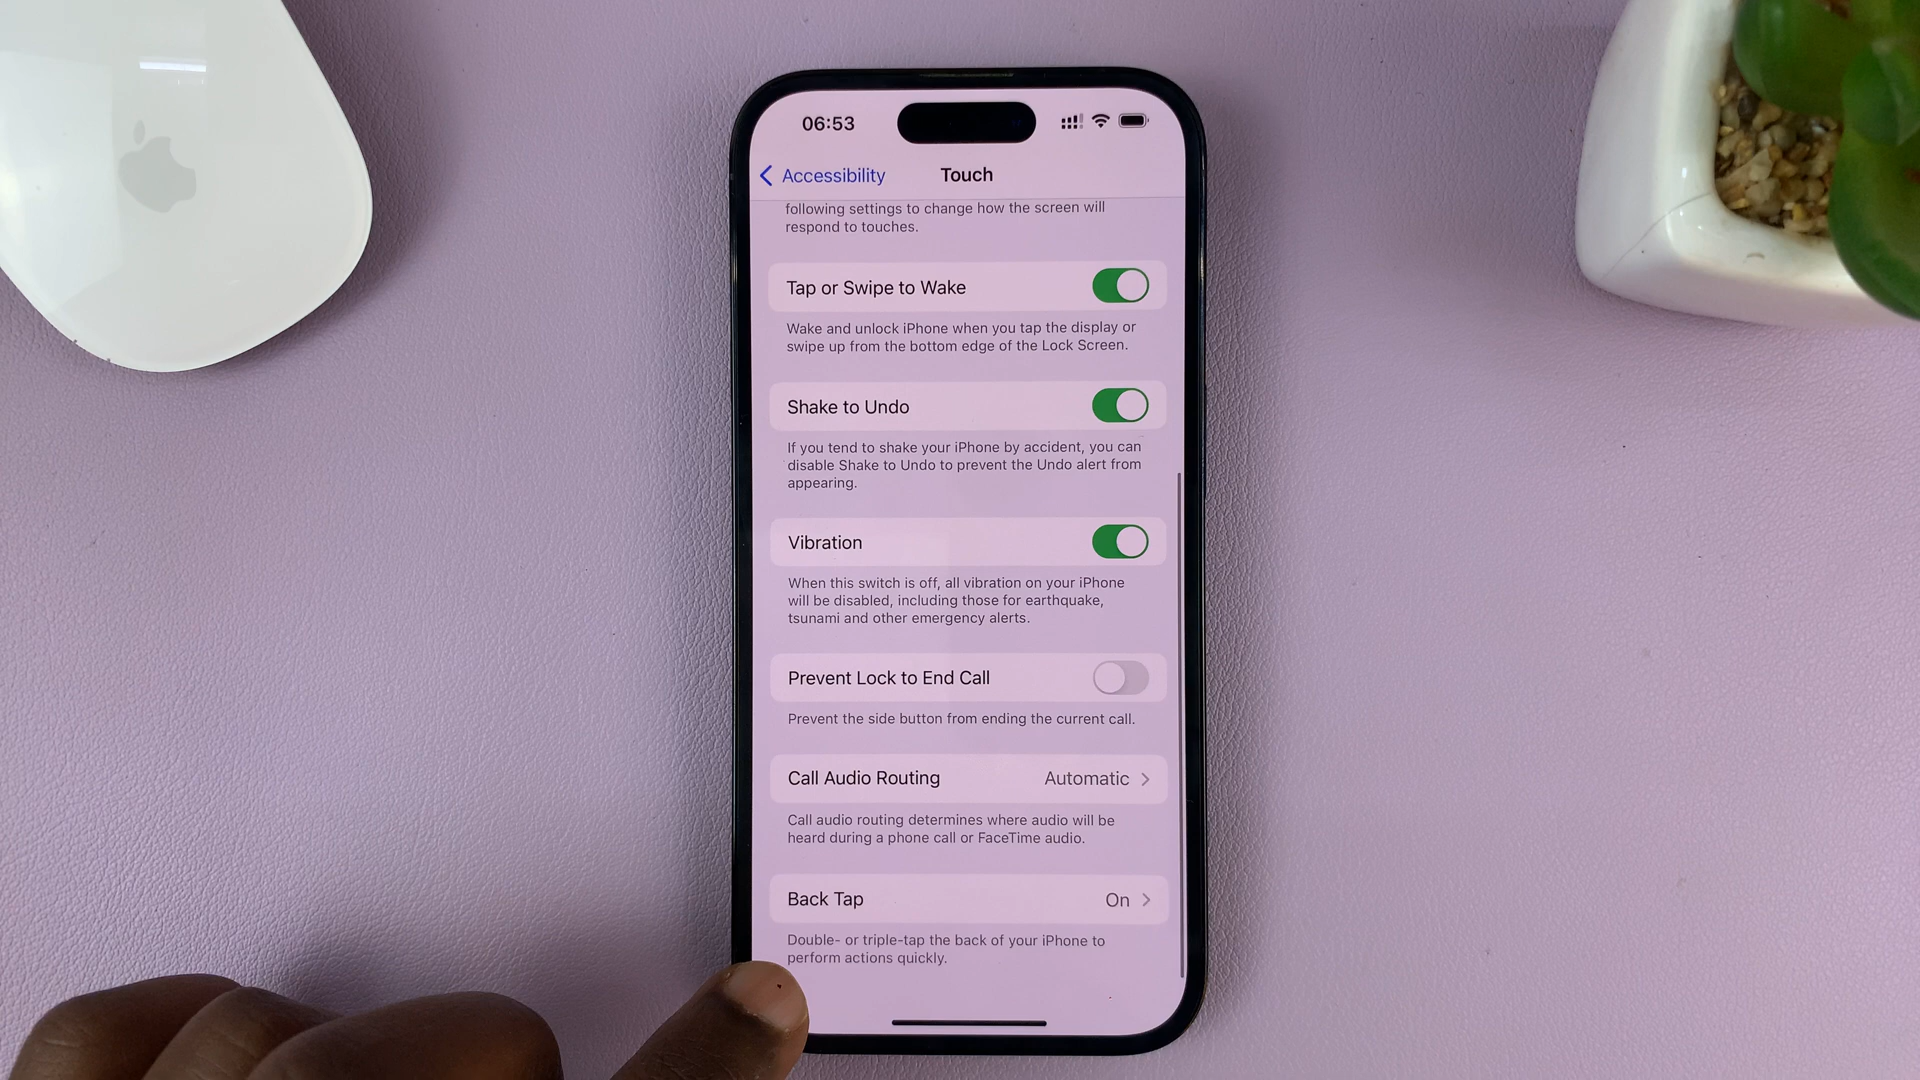 06:53
Accessibility
Touch
following settings to change how the screen will
respond to touches.
Tap or Swipe to Wake
Wake and unlock iPhone when you tap the display or
swipe up from the bottom edge of the Lock Screen.
Shake to Undo
If you tend to shake your iPhone by accident, you can
disable Shake to Undo to prevent the Undo alert from
appearing.
Vibration
When this switch is off, all vibration on your iPhone
will be disabled, including those for earthquake,
tsunami and other emergency alerts.
Prevent Lock to End Call
Prevent the side button from ending the current call.
Call Audio Routing Automatic
Call audio routing determines where audio will be
heard during a phone call or FaceTime audio.
Back Tap On
Double- or triple-tap the back of your iPhone to
perform actions quickly.